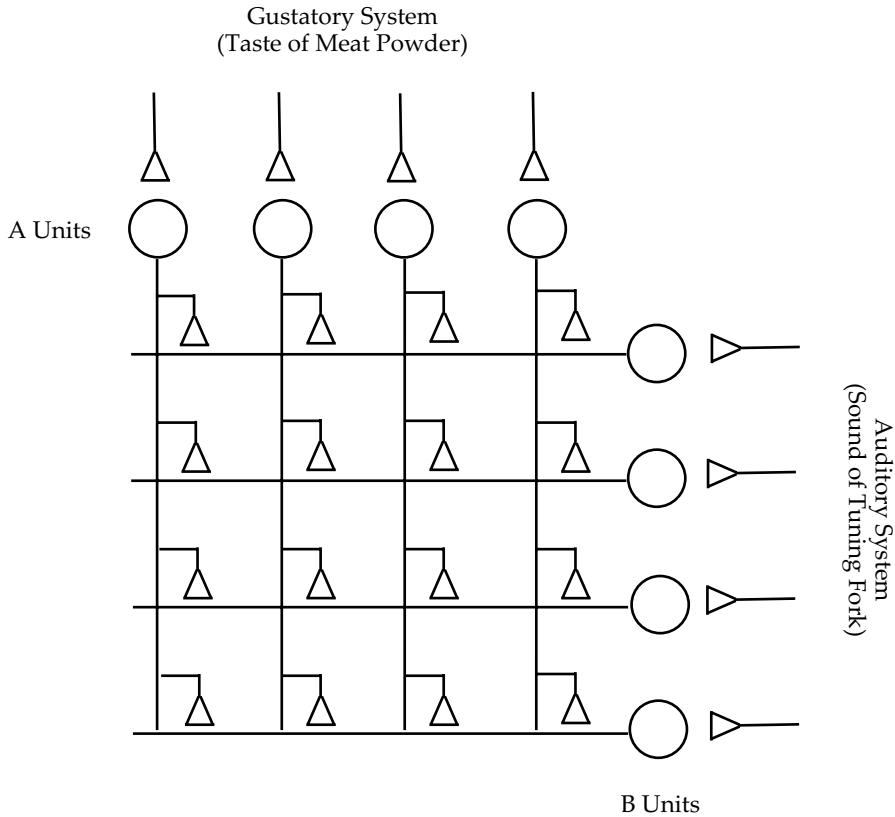 Gustatory System
(Taste of Meat Powder)
A Units
Auditory System
(Sound of Tuning Fork)
B Units